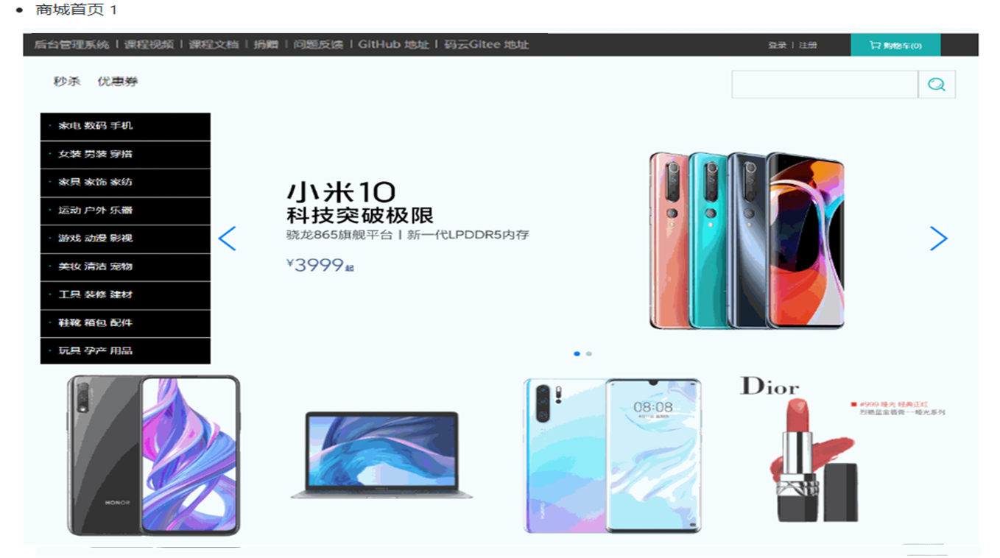 商城首页 1
后台管理系统 | 课程视频 | 课程文档 | 捐赠 | 问题反馈 | GitHub 地址 | 码云Gitee 地址
登录 | 注册
购物车(0)
秒杀 优惠券
· 家电 数码 手机
· 女装 男装 穿搭
· 家具 家饰 家纺
· 运动 户外 乐器
· 游戏 动漫 影视
· 美妆 清洁 宠物
· 工具 装修 建材
· 鞋靴 箱包 配件
· 玩具 孕产 用品
小米10
科技突破极限
骁龙865旗舰平台 | 新一代LPDDR5内存
¥3999起
HONOR
08:08
Dior
#999 哑光 经典正红
烈艳蓝金唇膏--哑光系列